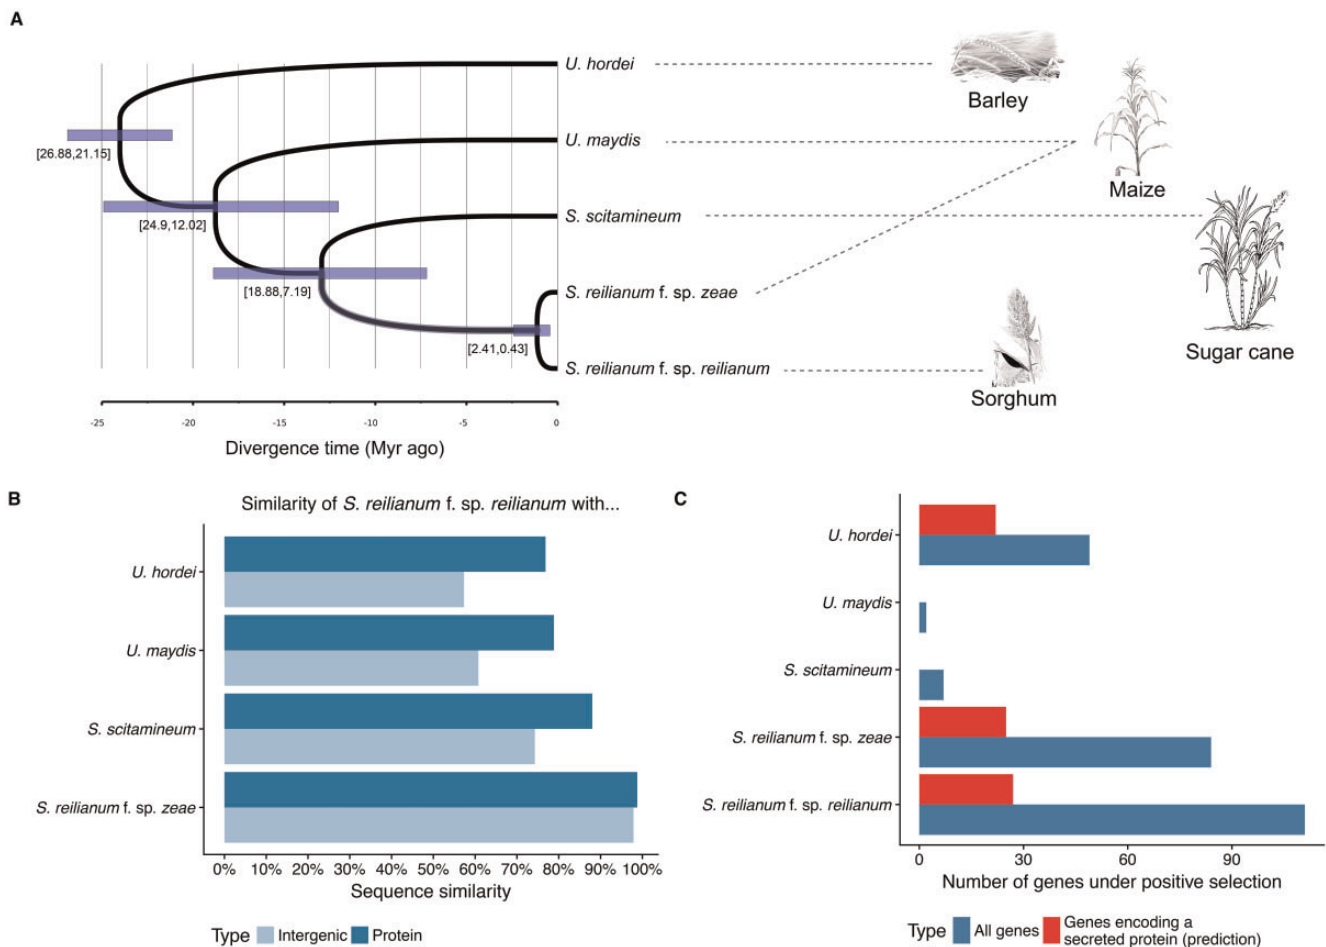 A
U. hordei
Barley
[26.88,21.15]
U. maydis
Maize
[24.9,12.02]
S. scitamineum
Sugar cane
[18.88,7.19]
S. reilianum f. sp. zeae
[2.41,0.43]
S. reilianum f. sp. reilianum
Sorghum
-25 -20 -15 -10 -5 0
Divergence time (Myr ago)
B
Similarity of S. reilianum f. sp. reilianum with...
U. hordei
U. maydis
S. scitamineum
S. reilianum f. sp. zeae
0% 10% 20% 30% 40% 50% 60% 70% 80% 90% 100%
Sequence similarity
Type Intergenic Protein
C
U. hordei
U. maydis
S. scitamineum
S. reilianum f. sp. zeae
S. reilianum f. sp. reilianum
0 30 60 90
Number of genes under positive selection
Type All genes Genes encoding a
secreted protein (prediction)